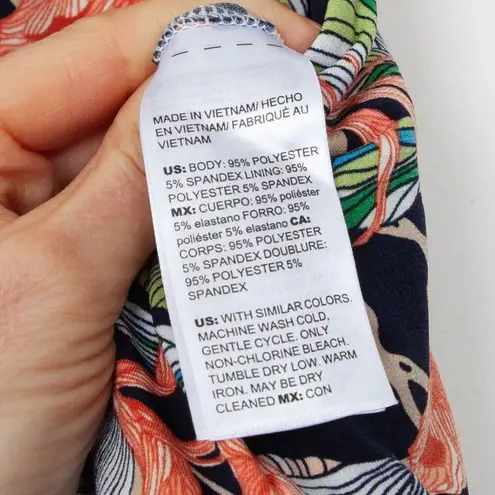 MADE IN VIETNAM/ HECHO
EN VIETNAM/ FABRIQUÉ AU
VIETNAM
US: BODY: 95% POLYESTER
5% SPANDEX LINING: 95%
POLYESTER 5% SPANDEX
MX: CUERPO: 95% poliéster
5% elastano FORRO: 95%
poliéster 5% elastano CA:
CORPS: 95% POLYESTER
5% SPANDEX DOUBLURE:
95% POLYESTER 5%
SPANDEX
US: WITH SIMILAR COLORS.
MACHINE WASH COLD,
GENTLE CYCLE. ONLY
NON-CHLORINE BLEACH.
TUMBLE DRY LOW. WARM
IRON. MAY BE DRY
CLEANED MX: CON